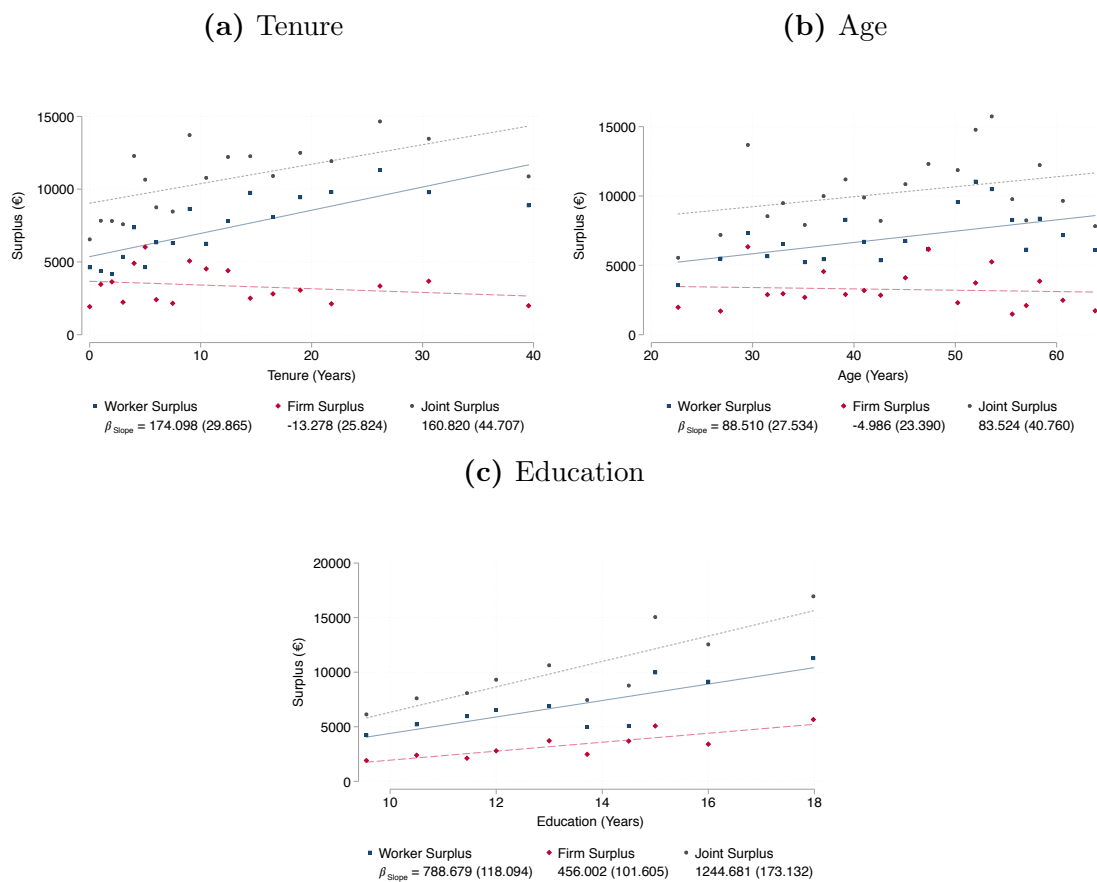 (a) Tenure
15000
10000
5000
0
Surplus (€)
0 10 20 30 40
Tenure (Years)
Worker Surplus Firm Surplus Joint Surplus
βSlope = 174.098 (29.865) -13.278 (25.824) 160.820 (44.707)
(b) Age
15000
10000
5000
0
Surplus (€)
20 30 40 50 60
Age (Years)
Worker Surplus Firm Surplus Joint Surplus
βSlope = 88.510 (27.534) -4.986 (23.390) 83.524 (40.760)
(c) Education
20000
15000
10000
5000
0
Surplus (€)
10 12 14 16 18
Education (Years)
Worker Surplus Firm Surplus Joint Surplus
βSlope = 788.679 (118.094) 456.002 (101.605) 1244.681 (173.132)